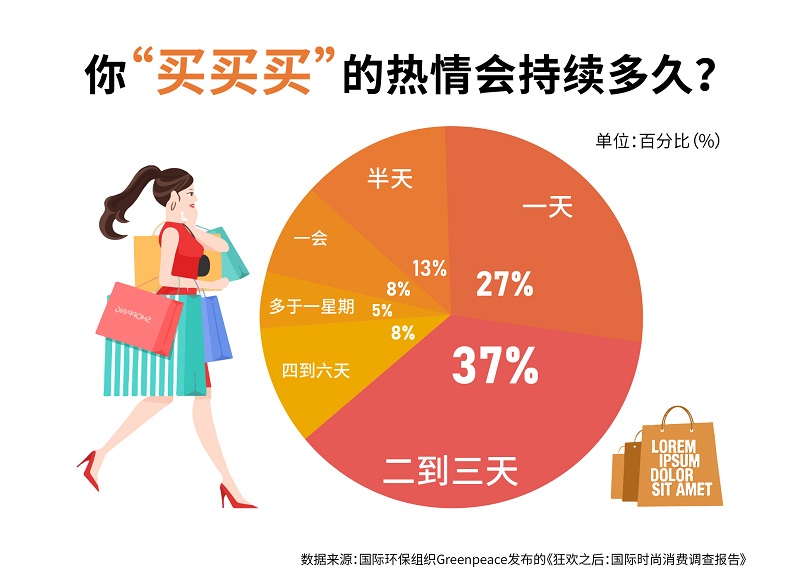 你“买买买”的热情会持续多久？
单位：百分比（%）
半天
一天
一会
13%
27%
8%
多于一星期
5%
8%
37%
四到六天
二到三天
SHOPPING
LOREM
IPSUM
DOLOR
SIT AMET
数据来源：国际环保组织Greenpeace发布的《狂欢之后：国际时尚消费调查报告》